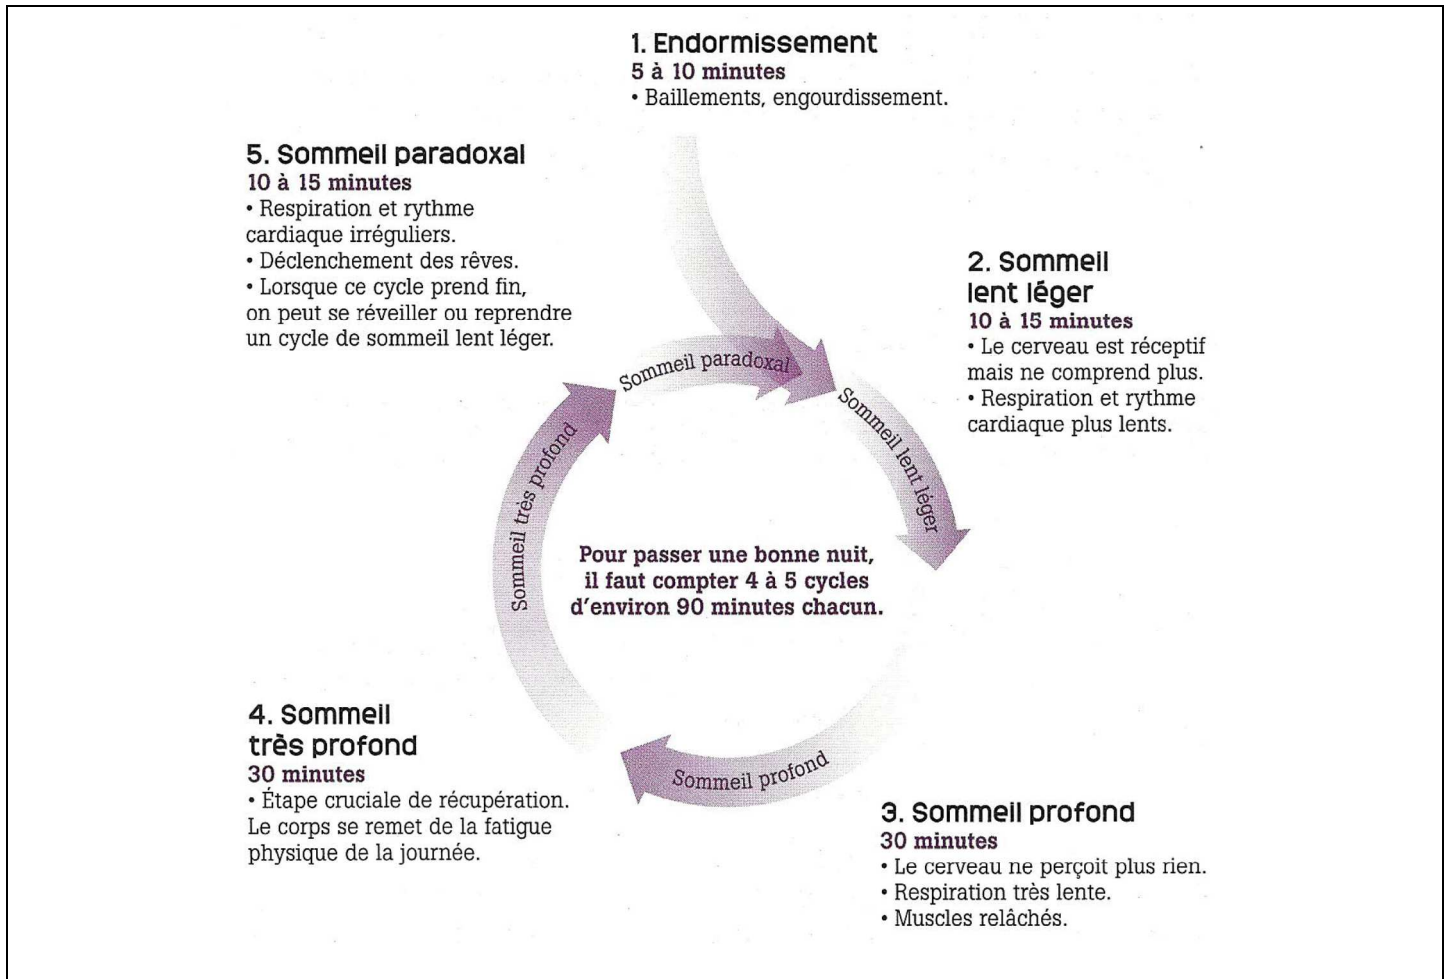 1. Endormissement
5 à 10 minutes
• Baillements, engourdissement.
5. Sommeil paradoxal
10 à 15 minutes
• Respiration et rythme
cardiaque irréguliers.
• Déclenchement des rêves.
• Lorsque ce cycle prend fin,
on peut se réveiller ou reprendre
un cycle de sommeil lent léger.
2. Sommeil
lent léger
10 à 15 minutes
• Le cerveau est réceptif
mais ne comprend plus.
• Respiration et rythme
cardiaque plus lents.
Sommeil paradoxal
Sommeil lent léger
Sommeil très profond
Pour passer une bonne nuit,
il faut compter 4 à 5 cycles
d'environ 90 minutes chacun.
Sommeil profond
4. Sommeil
très profond
30 minutes
• Étape cruciale de récupération.
Le corps se remet de la fatigue
physique de la journée.
3. Sommeil profond
30 minutes
• Le cerveau ne perçoit plus rien.
• Respiration très lente.
• Muscles relâchés.